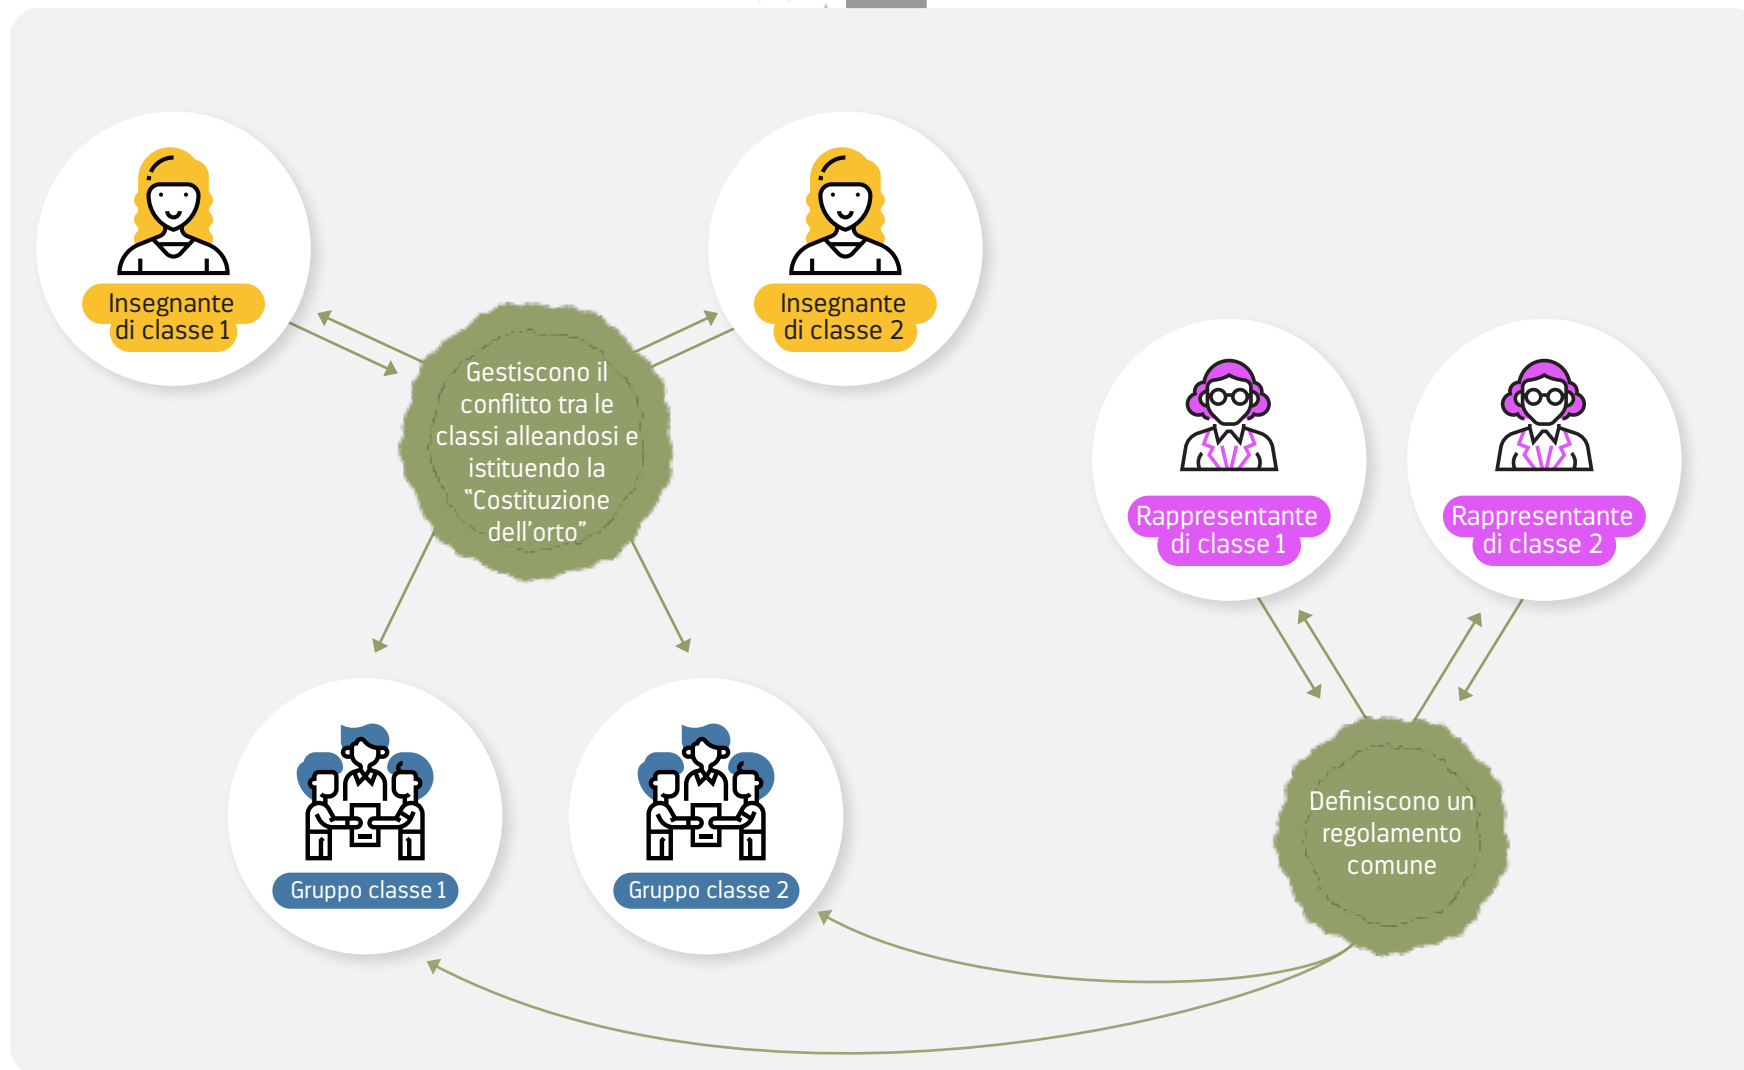 Insegnante
di classe 1
Insegnante
di classe 2
Gestiscono il
conflitto tra le
classi alleandosi e
istituendo la
“Costituzione
dell’orto”
Rappresentante
di classe 1
Rappresentante
di classe 2
Gruppo classe 1
Gruppo classe 2
Definiscono un
regolamento
comune